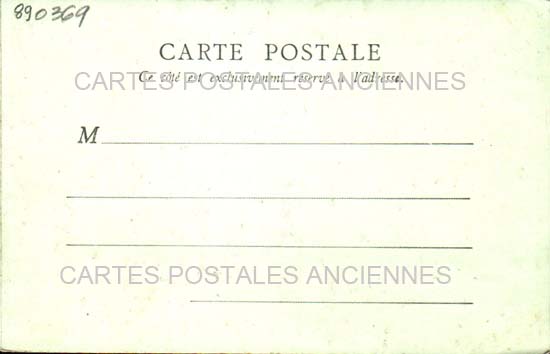 890369
CARTE POSTALE
Ce côté est exclusivement réservé à l'adresse.
CARTES POSTALES ANCIENNES
M
CARTES POSTALES ANCIENNES